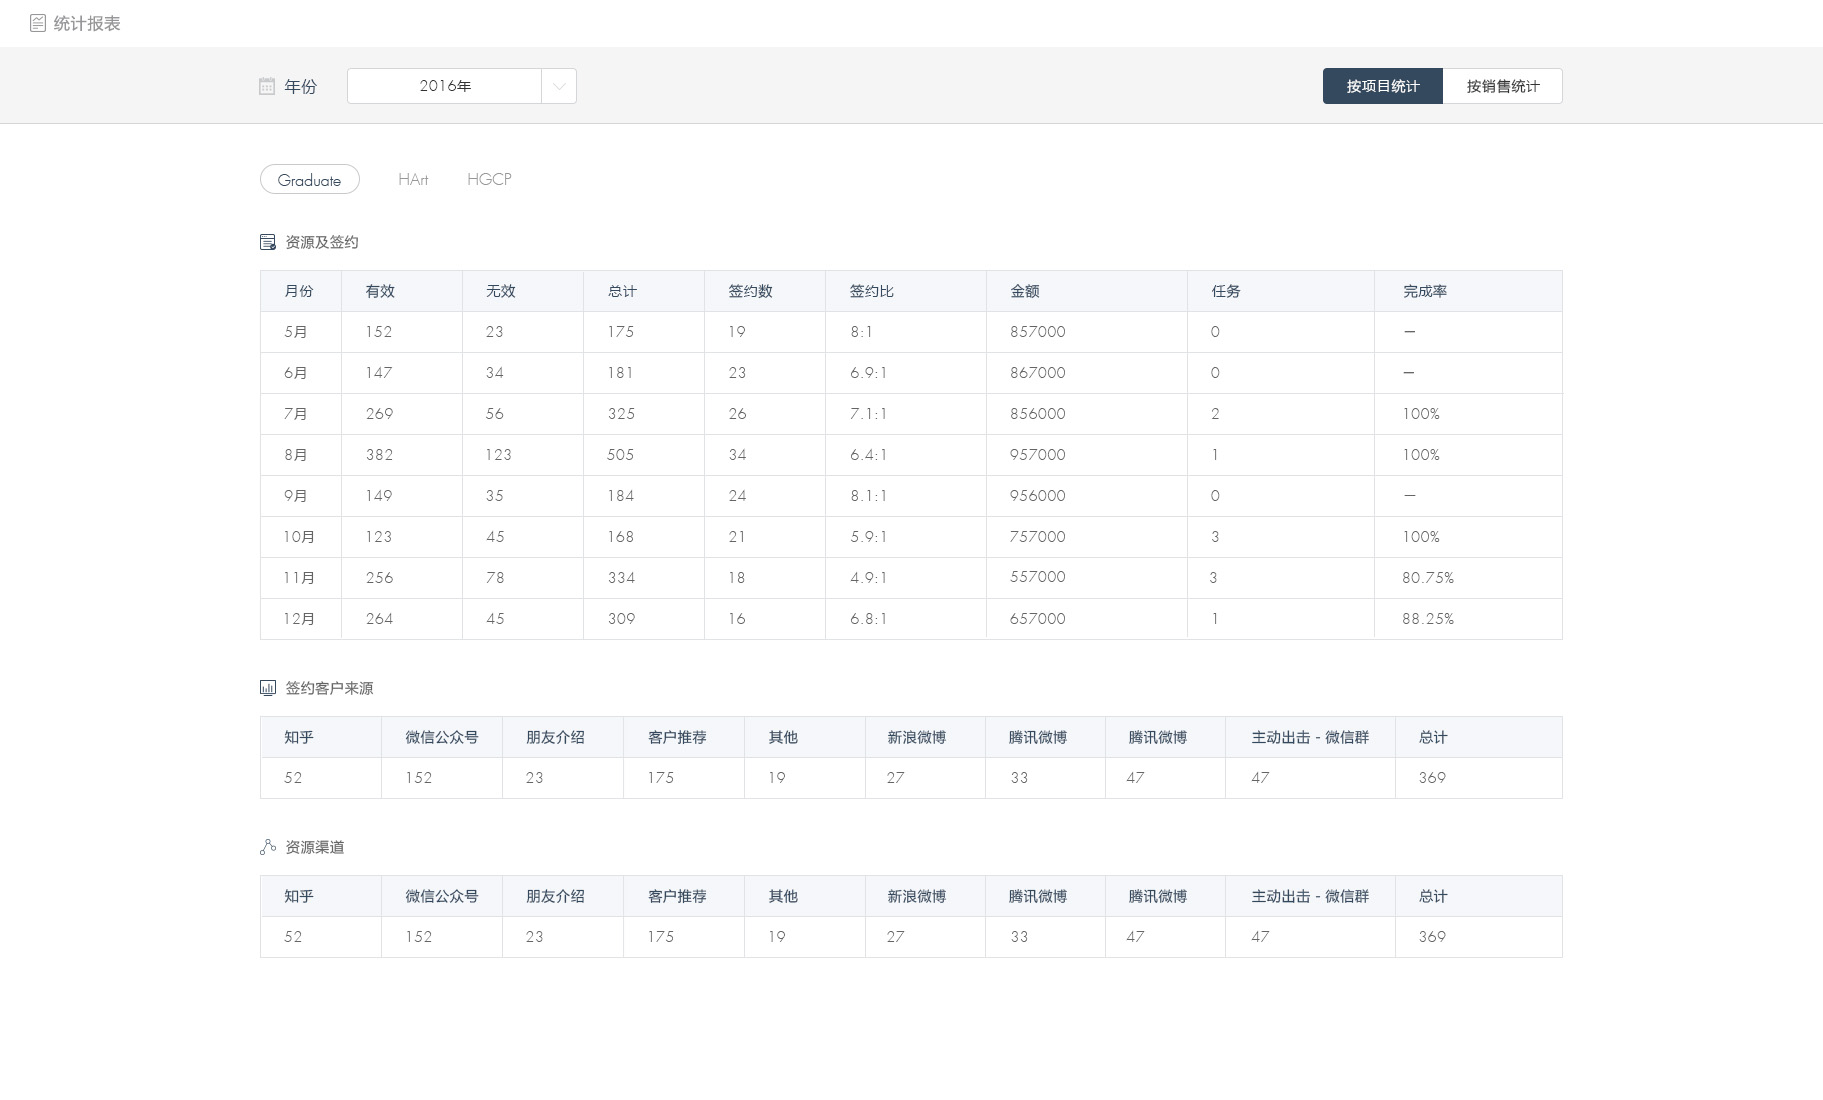 统计报表
年份 2016年 按项目统计 按销售统计
Graduate HArt HGCP
资源及签约
月份 有效 无效 总计 签约数 签约比 金额 任务 完成率
5月 152 23 175 19 8:1 857000 0 —
6月 147 34 181 23 6.9:1 867000 0 —
7月 269 56 325 26 7.1:1 856000 2 100%
8月 382 123 505 34 6.4:1 957000 1 100%
9月 149 35 184 24 8.1:1 956000 0 —
10月 123 45 168 21 5.9:1 757000 3 100%
11月 256 78 334 18 4.9:1 557000 3 80.75%
12月 264 45 309 16 6.8:1 657000 1 88.25%
签约客户来源
知乎 微信公众号 朋友介绍 客户推荐 其他 新浪微博 腾讯微博 腾讯微博 主动出击 - 微信群 总计
52 152 23 175 19 27 33 47 47 369
资源渠道
知乎 微信公众号 朋友介绍 客户推荐 其他 新浪微博 腾讯微博 腾讯微博 主动出击 - 微信群 总计
52 152 23 175 19 27 33 47 47 369